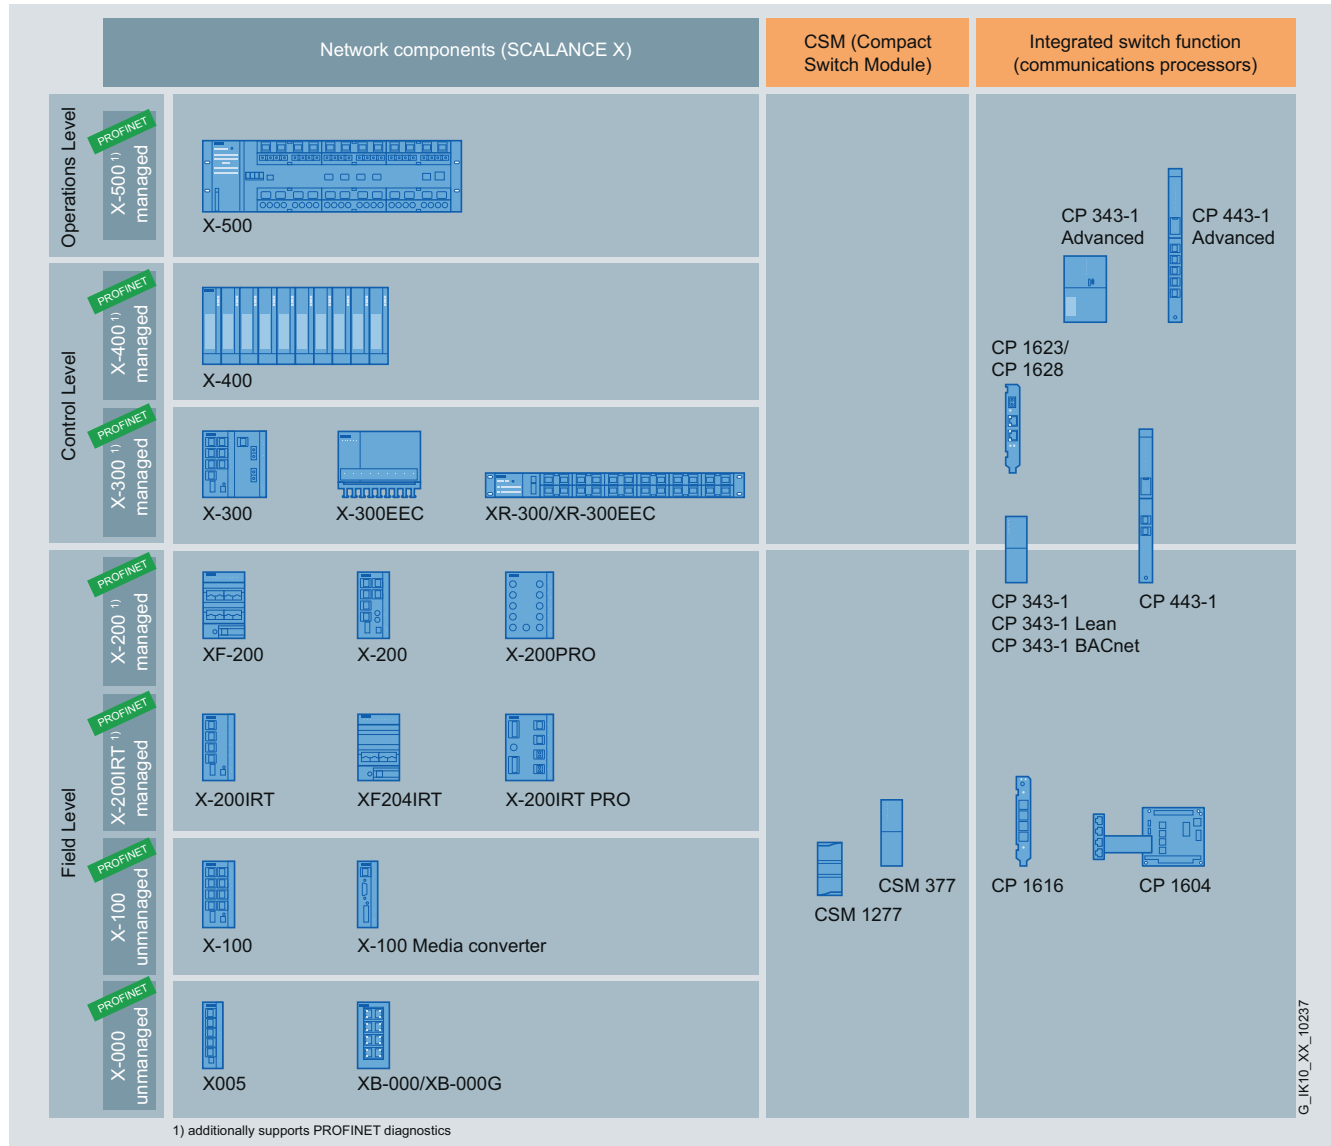 Network components (SCALANCE X)
CSM (Compact
Switch Module)
Integrated switch function
(communications processors)
Operations Level
PROFINET
X-500 1)
managed
X-500
CP 343-1
Advanced
CP 443-1
Advanced
Control Level
PROFINET
X-400 1)
managed
X-400
CP 1623/
CP 1628
PROFINET
X-300 1)
managed
X-300
X-300EEC
XR-300/XR-300EEC
Field Level
PROFINET
X-200 1)
managed
XF-200
X-200
X-200PRO
CP 343-1
CP 343-1 Lean
CP 343-1 BACnet
CP 443-1
PROFINET
X-200IRT 1)
managed
X-200IRT
XF204IRT
X-200IRT PRO
PROFINET
X-100
unmanaged
X-100
X-100 Media converter
CSM 1277
CSM 377
CP 1616
CP 1604
PROFINET
X-000
unmanaged
X005
XB-000/XB-000G
G_IK10_XX_10237
1) additionally supports PROFINET diagnostics